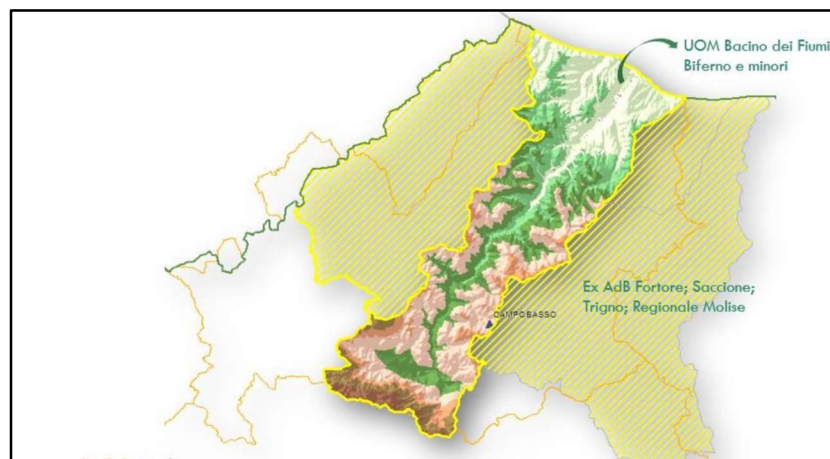 UOM Bacino dei Fiumi
Biferno e minori
Ex AdB Fortore; Saccione;
Trigno; Regionale Molise
CAMPOBASSO